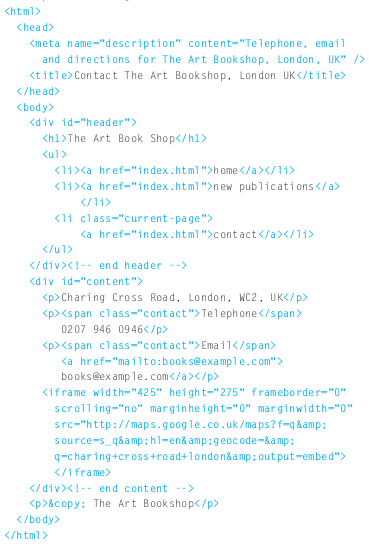 <html>
<head>
<meta name="description" content="Telephone, email
and directions for The Art Bookshop, London, UK" />
<title>Contact The Art Bookshop, London UK</title>
</head>
<body>
<div id="header">
<h1>The Art Book Shop</h1>
<ul>
<li><a href="index.html">home</a></li>
<li><a href="index.html">new publications</a>
</li>
<li class="current-page">
<a href="index.html">contact</a></li>
</ul>
</div><!-- end header -->
<div id="content">
<p>Charing Cross Road, London, WC2, UK</p>
<p><span class="contact">Telephone</span>
0207 946 0946</p>
<p><span class="contact">Email</span>
<a href="mailto:books@example.com">
books@example.com</a></p>
<iframe width="425" height="275" frameborder="0"
scrolling="no" marginheight="0" marginwidth="0"
src="http://maps.google.co.uk/maps?f=q&amp;
source=s_q&amp;hl=en&amp;geocode=&amp;
q=charing+cross+road+london&amp;output=embed">
</iframe>
</div><!-- end content -->
<p>&copy; The Art Bookshop</p>
</body>
</html>